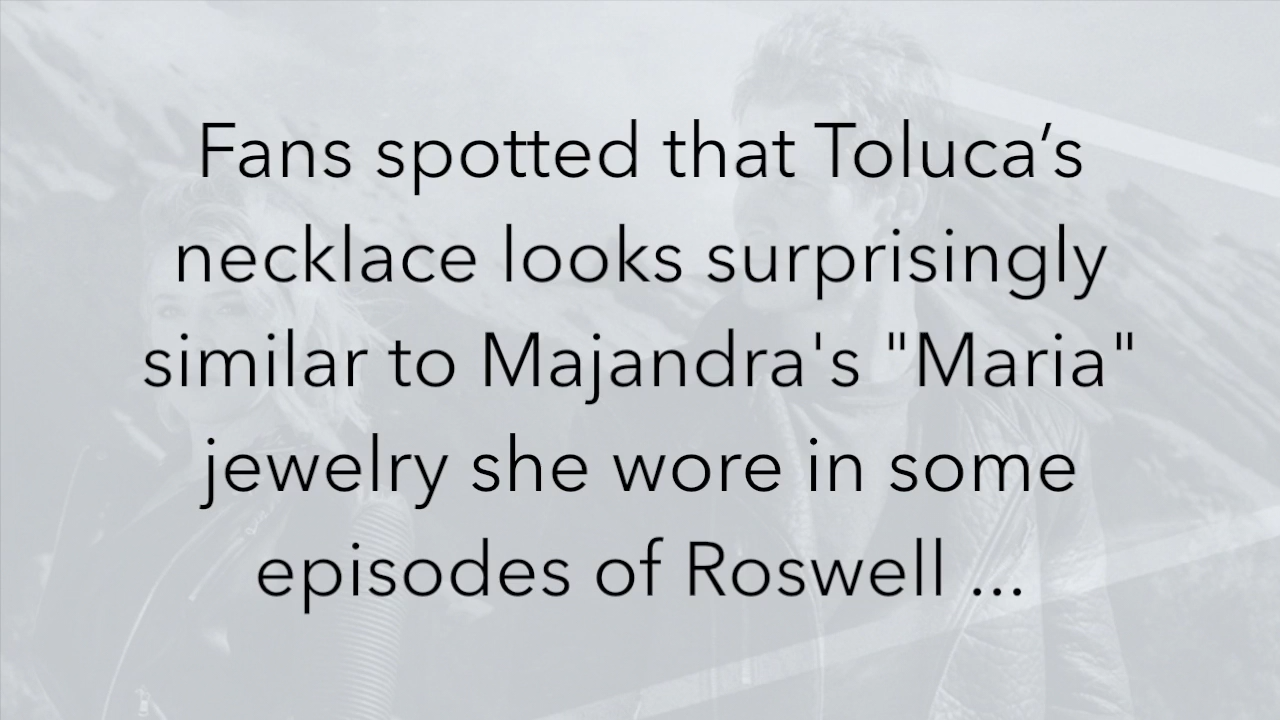 Fans spotted that Toluca’s
necklace looks surprisingly
similar to Majandra's "Maria"
jewelry she wore in some
episodes of Roswell ...